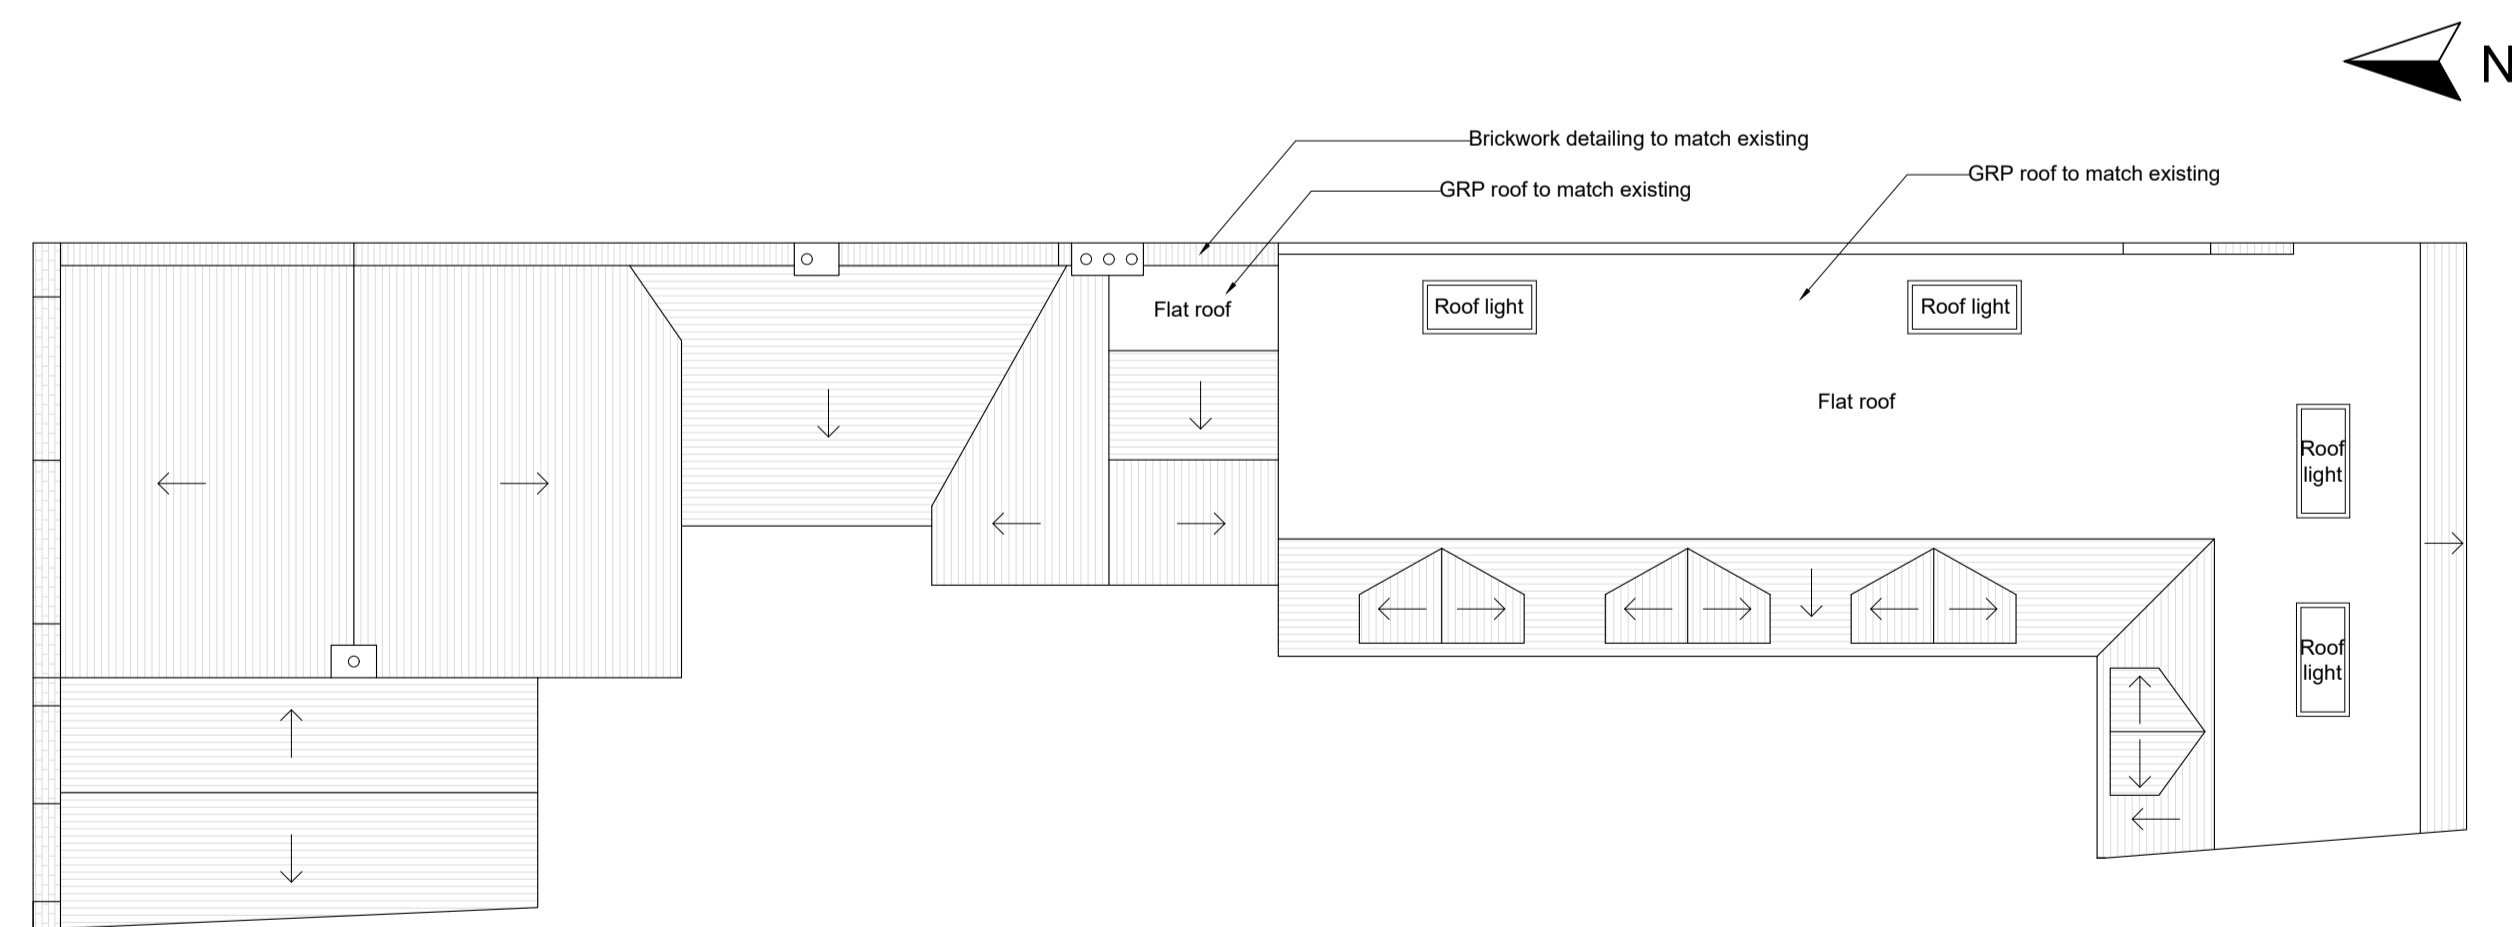 N
Brickwork detailing to match existing
GRP roof to match existing
GRP roof to match existing
Flat roof
Roof light
Roof light
Flat roof
Roof
light
Roof
light